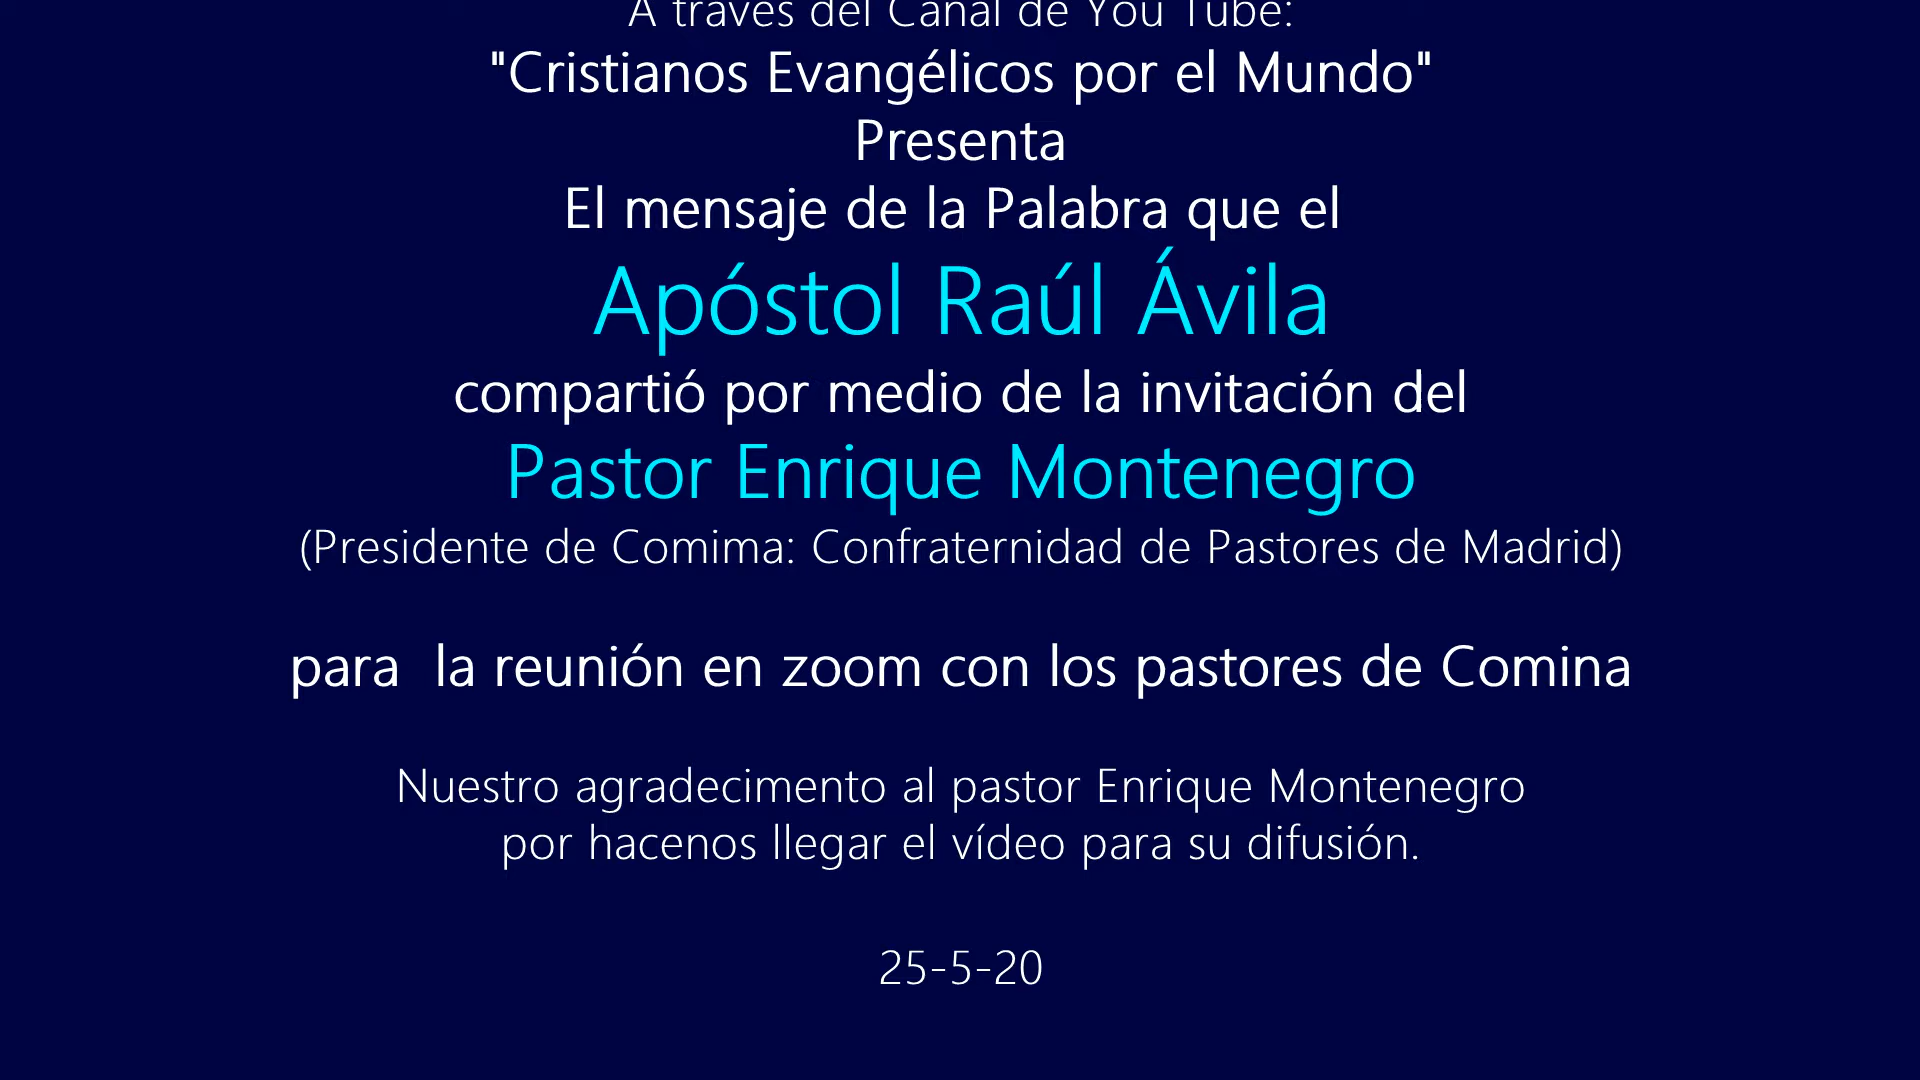 A través del Canal de You Tube:
"Cristianos Evangélicos por el Mundo"
Presenta
El mensaje de la Palabra que el
Apóstol Raúl Ávila
compartió por medio de la invitación del
Pastor Enrique Montenegro
(Presidente de Comima: Confraternidad de Pastores de Madrid)
para  la reunión en zoom con los pastores de Comina
Nuestro agradecimento al pastor Enrique Montenegro
por hacenos llegar el vídeo para su difusión.
25-5-20